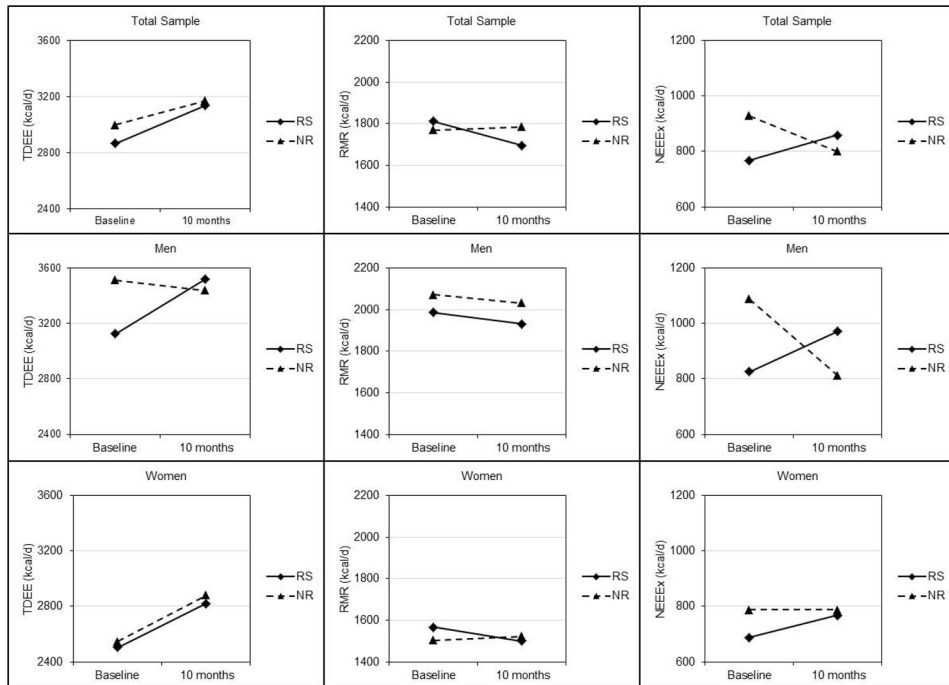 Total Sample
TDEE (kcal/d)
3600
3200
2800
2400
Baseline
10 months
RS
NR
Total Sample
RMR (kcal/d)
2200
2000
1800
1600
1400
Baseline
10 months
RS
NR
Total Sample
NEEEx (kcal/d)
1200
1000
800
600
Baseline
10 months
RS
NR
Men
TDEE (kcal/d)
3600
3200
2800
2400
Baseline
10 months
RS
NR
Men
RMR (kcal/d)
2200
2000
1800
1600
1400
Baseline
10 months
RS
NR
Men
NEEEx (kcal/d)
1200
1000
800
600
Baseline
10 months
RS
NR
Women
TDEE (kcal/d)
3600
3200
2800
2400
Baseline
10 months
RS
NR
Women
RMR (kcal/d)
2200
2000
1800
1600
1400
Baseline
10 months
RS
NR
Women
NEEEx (kcal/d)
1200
1000
800
600
Baseline
10 months
RS
NR